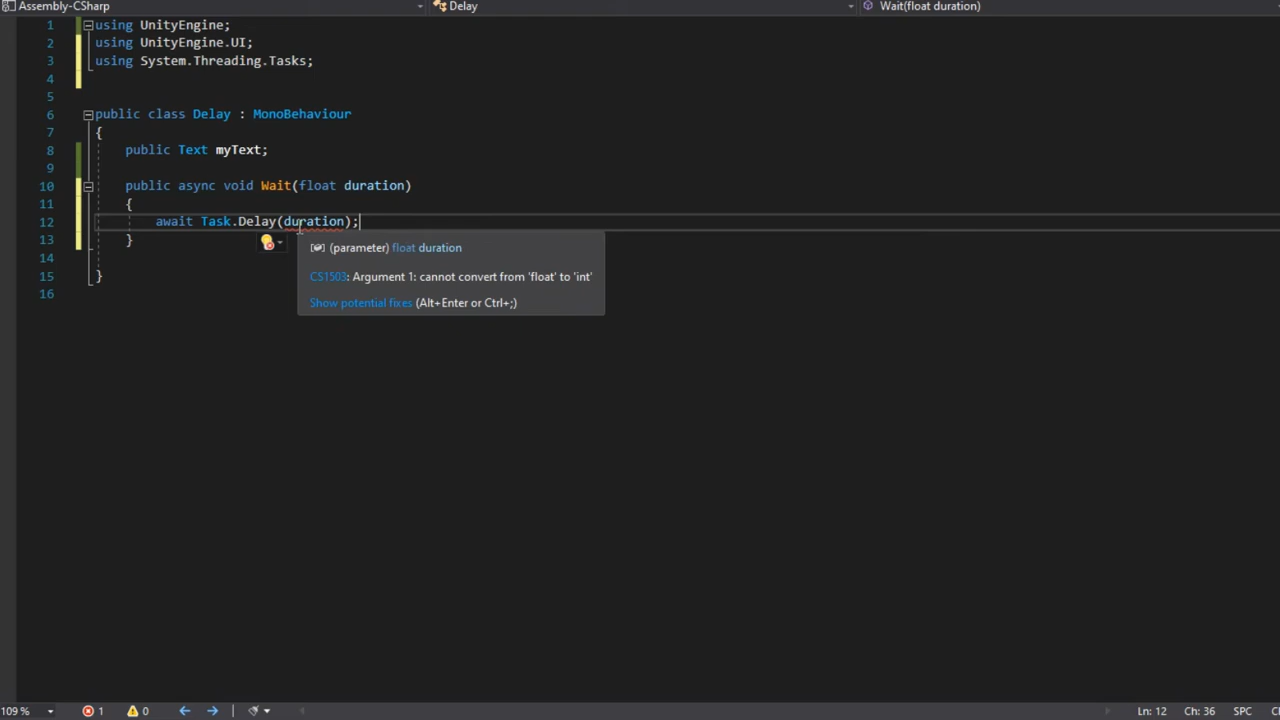 Assembly-CSharp Delay Wait(float duration)
1 using UnityEngine;
2 using UnityEngine.UI;
3 using System.Threading.Tasks;
4
5
6 public class Delay : MonoBehaviour
7 {
8 public Text myText;
9
10 public async void Wait(float duration)
11 {
12 await Task.Delay(duration);
13 }
(parameter) float duration
14
CS1503: Argument 1: cannot convert from 'float' to 'int'
15 }
16
Show potential fixes (Alt+Enter or Ctrl+;)
109 % 1 0 Ln: 12 Ch: 36 SPC